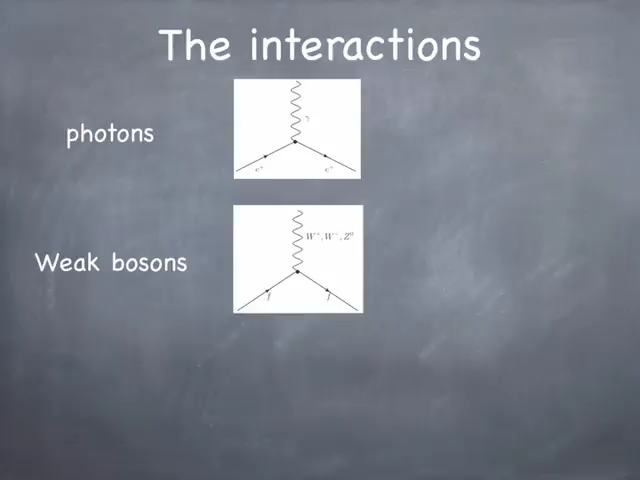 The interactions
photons
γ
Weak bosons
W⁺, W⁻, Z⁰
f f